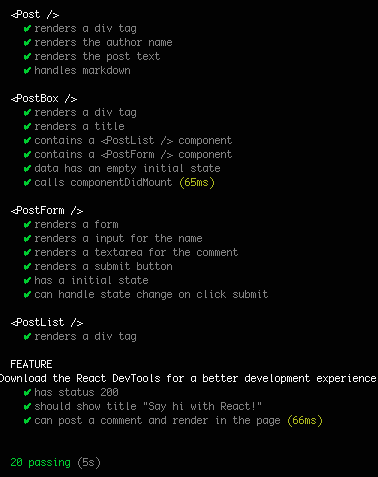 <Post />
✔ renders a div tag
✔ renders the author name
✔ renders the post text
✔ handles markdown
<PostBox />
✔ renders a div tag
✔ renders a title
✔ contains a <PostList /> component
✔ contains a <PostForm /> component
✔ data has an empty initial state
✔ calls componentDidMount (65ms)
<PostForm />
✔ renders a form
✔ renders a input for the name
✔ renders a textarea for the comment
✔ renders a submit button
✔ has a initial state
✔ can handle state change on click submit
<PostList />
✔ renders a div tag
FEATURE
Download the React DevTools for a better development experience
✔ has status 200
✔ should show title "Say hi with React!"
✔ can post a comment and render in the page (66ms)
20 passing (5s)